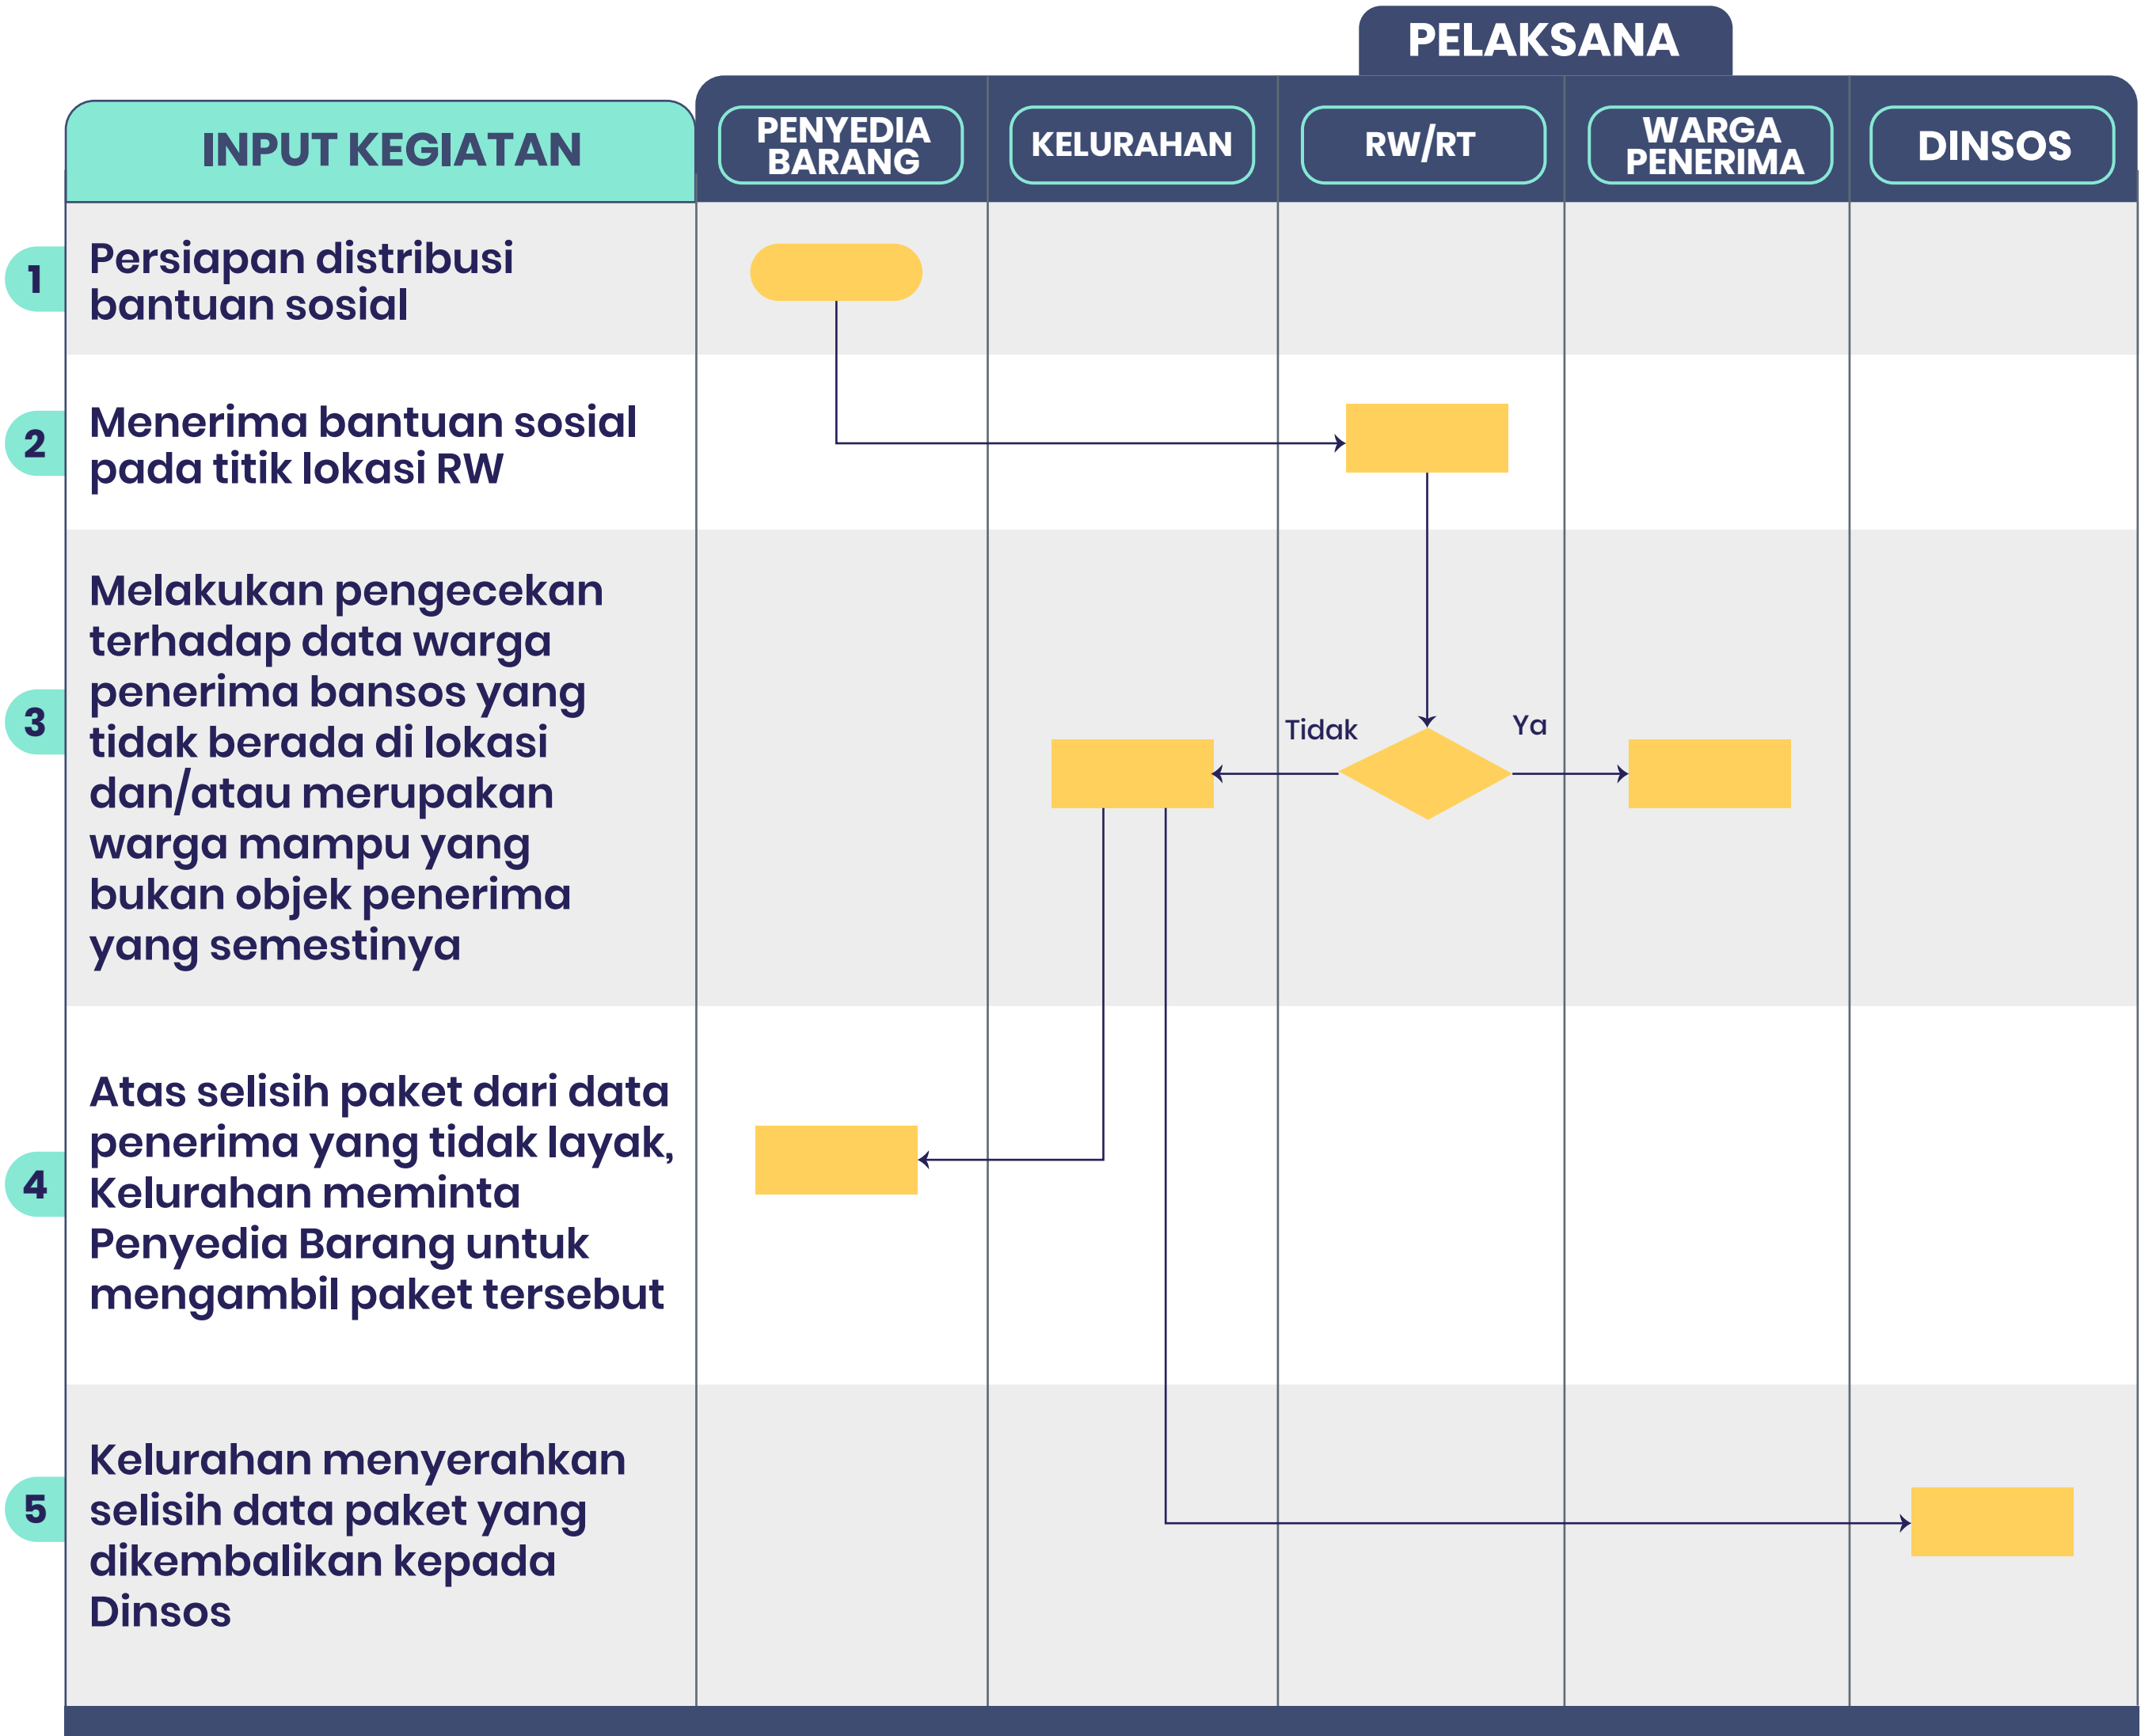 PELAKSANA
INPUT KEGIATAN
PENYEDIA
BARANG
KELURAHAN
RW/RT
WARGA
PENERIMA
DINSOS
1
Persiapan distribusi
bantuan sosial
2
Menerima bantuan sosial
pada titik lokasi RW
3
Melakukan pengecekan
terhadap data warga
penerima bansos yang
tidak berada di lokasi
dan/atau merupakan
warga mampu yang
bukan objek penerima
yang semestinya
Tidak
Ya
4
Atas selisih paket dari data
penerima yang tidak layak,
Kelurahan meminta
Penyedia Barang untuk
mengambil paket tersebut
5
Kelurahan menyerahkan
selisih data paket yang
dikembalikan kepada
Dinsos